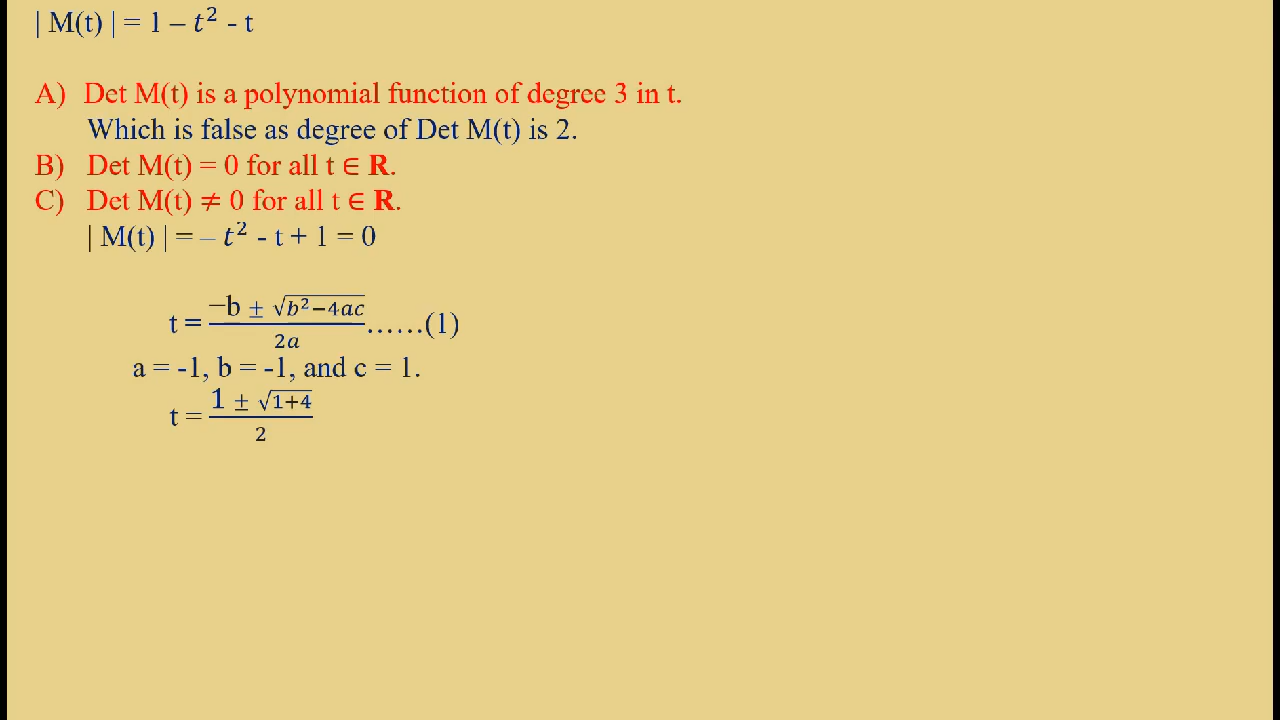 | M(t) | = 1 – t² - t
A) Det M(t) is a polynomial function of degree 3 in t.
Which is false as degree of Det M(t) is 2.
B) Det M(t) = 0 for all t ∈ R.
C) Det M(t) ≠ 0 for all t ∈ R.
| M(t) | = – t² - t + 1 = 0
t = (−b ± √(b²−4ac))/(2a) ……(1)
a = -1, b = -1, and c = 1.
t = (1 ± √(1+4))/2